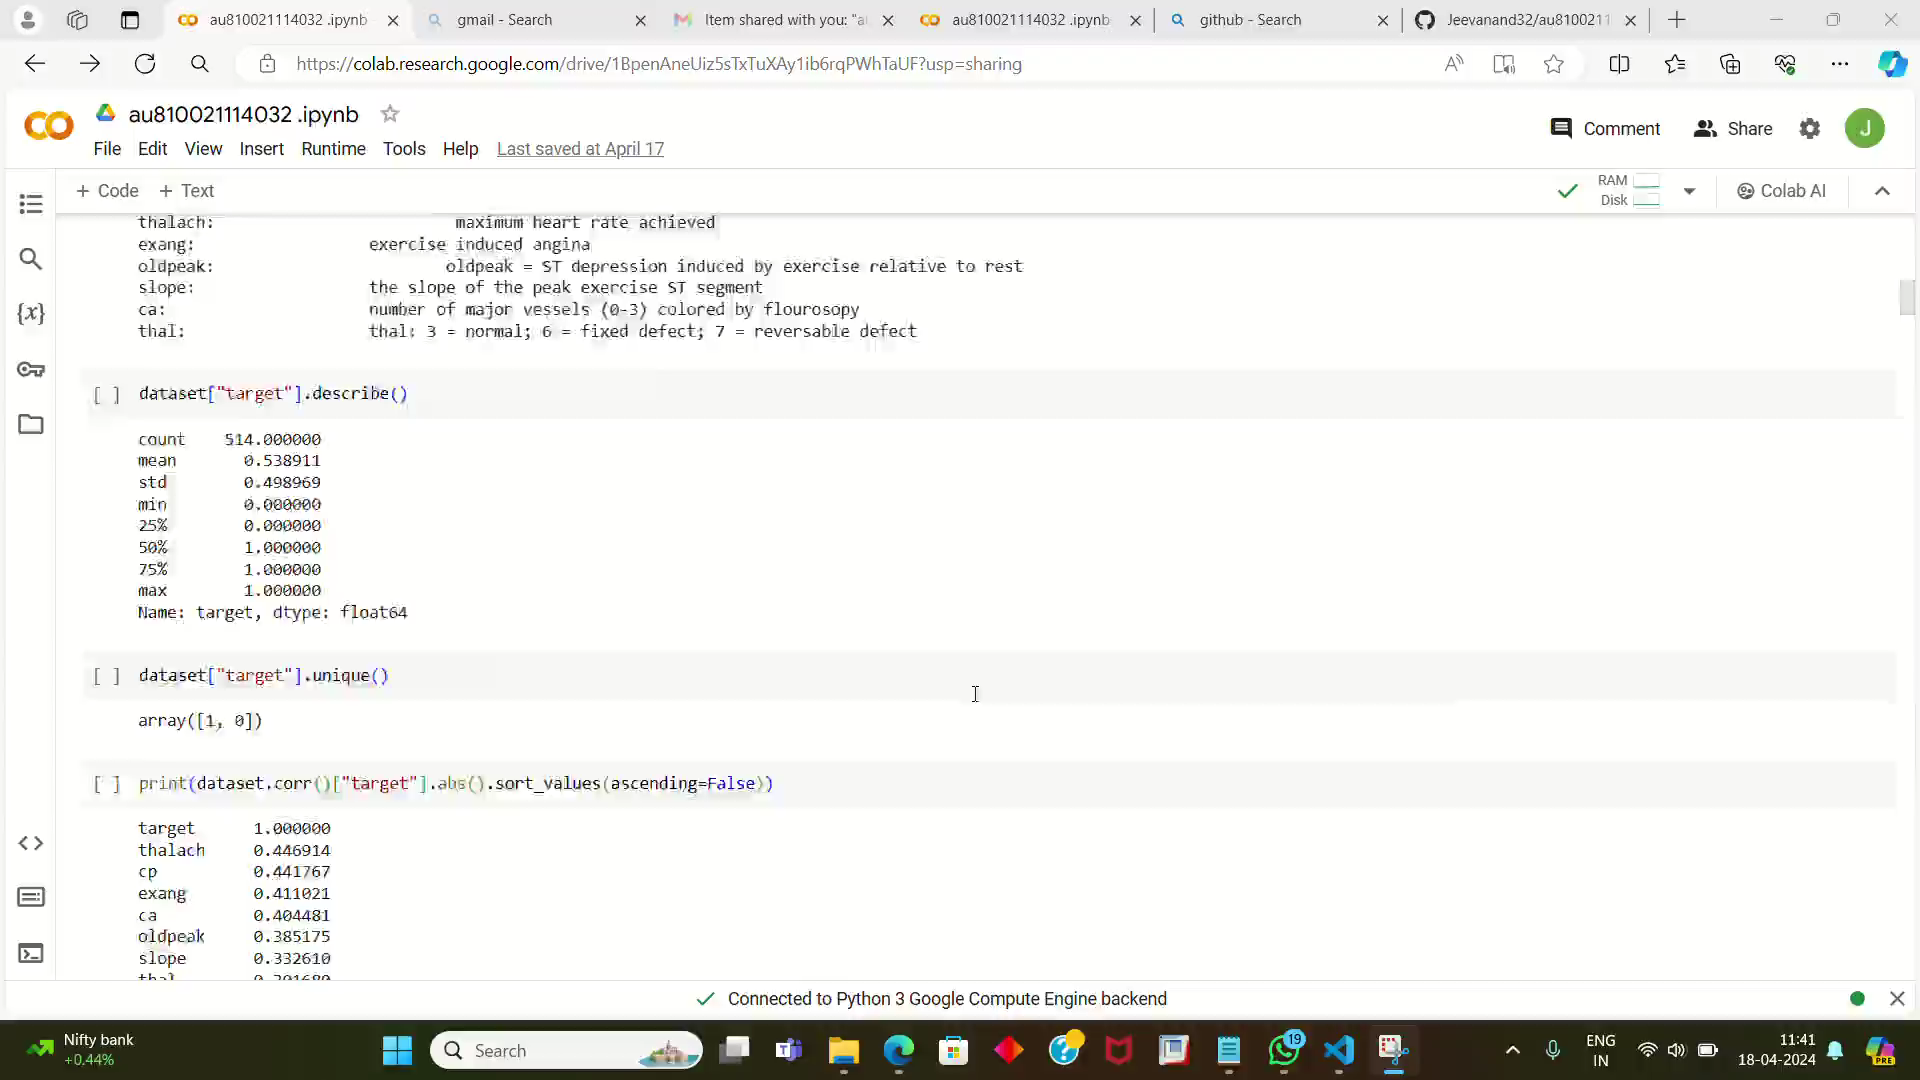 au810021114032 .ipynb
gmail - Search
Item shared with you: "a
au810021114032 .ipynb
github - Search
Jeevanand32/au810021
https://colab.research.google.com/drive/1BpenAneUiz5sTxTuXAy1ib6rqPWhTaUF?usp=sharing
au810021114032 .ipynb
Comment
Share
J
File Edit View Insert Runtime Tools Help Last saved at April 17
+ Code + Text
RAM
Disk
Colab AI
thalach: maximum heart rate achieved
exang: exercise induced angina
oldpeak: oldpeak = ST depression induced by exercise relative to rest
slope: the slope of the peak exercise ST segment
ca: number of major vessels (0-3) colored by flourosopy
thal: thal: 3 = normal; 6 = fixed defect; 7 = reversable defect
[ ] dataset["target"].describe()
count 514.000000
mean 0.538911
std 0.498969
min 0.000000
25% 0.000000
50% 1.000000
75% 1.000000
max 1.000000
Name: target, dtype: float64
[ ] dataset["target"].unique()
array([1, 0])
[ ] print(dataset.corr()["target"].abs().sort_values(ascending=False))
target 1.000000
thalach 0.446914
cp 0.441767
exang 0.411021
ca 0.404481
oldpeak 0.385175
slope 0.332610
thal 0.301680
Connected to Python 3 Google Compute Engine backend
Nifty bank
+0.44%
Search
19
ENG
IN
11:41
18-04-2024